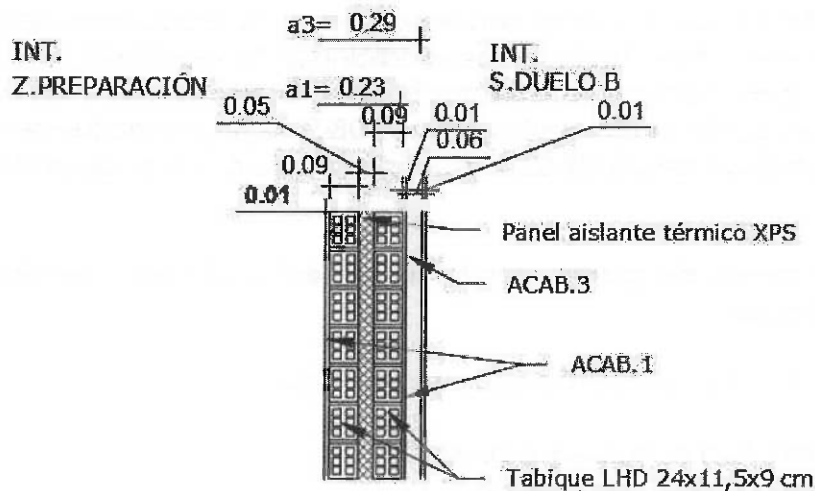 a3= 0.29
INT.
Z.PREPARACIÓN
INT.
S.DUELO B
a1= 0.23
0.05
0.09
0.01
0.06
0.01
0.09
0.01
Panel aislante térmico XPS
ACAB.3
ACAB.1
Tabique LHD 24x11,5x9 cm